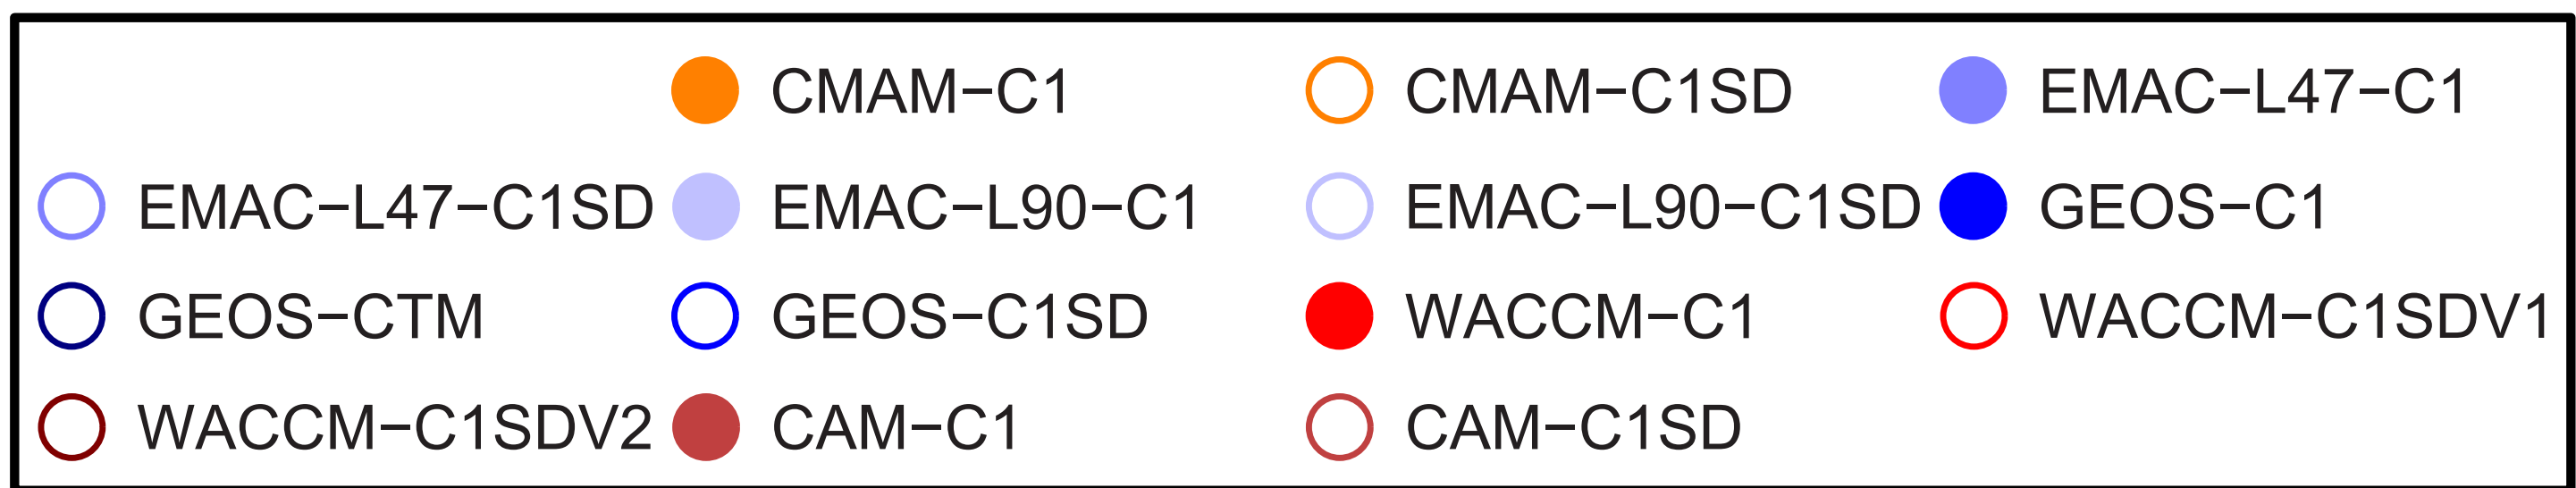 CMAM−C1 CMAM−C1SD EMAC−L47−C1
EMAC−L47−C1SD EMAC−L90−C1 EMAC−L90−C1SD GEOS−C1
GEOS−CTM GEOS−C1SD WACCM−C1 WACCM−C1SDV1
WACCM−C1SDV2 CAM−C1 CAM−C1SD